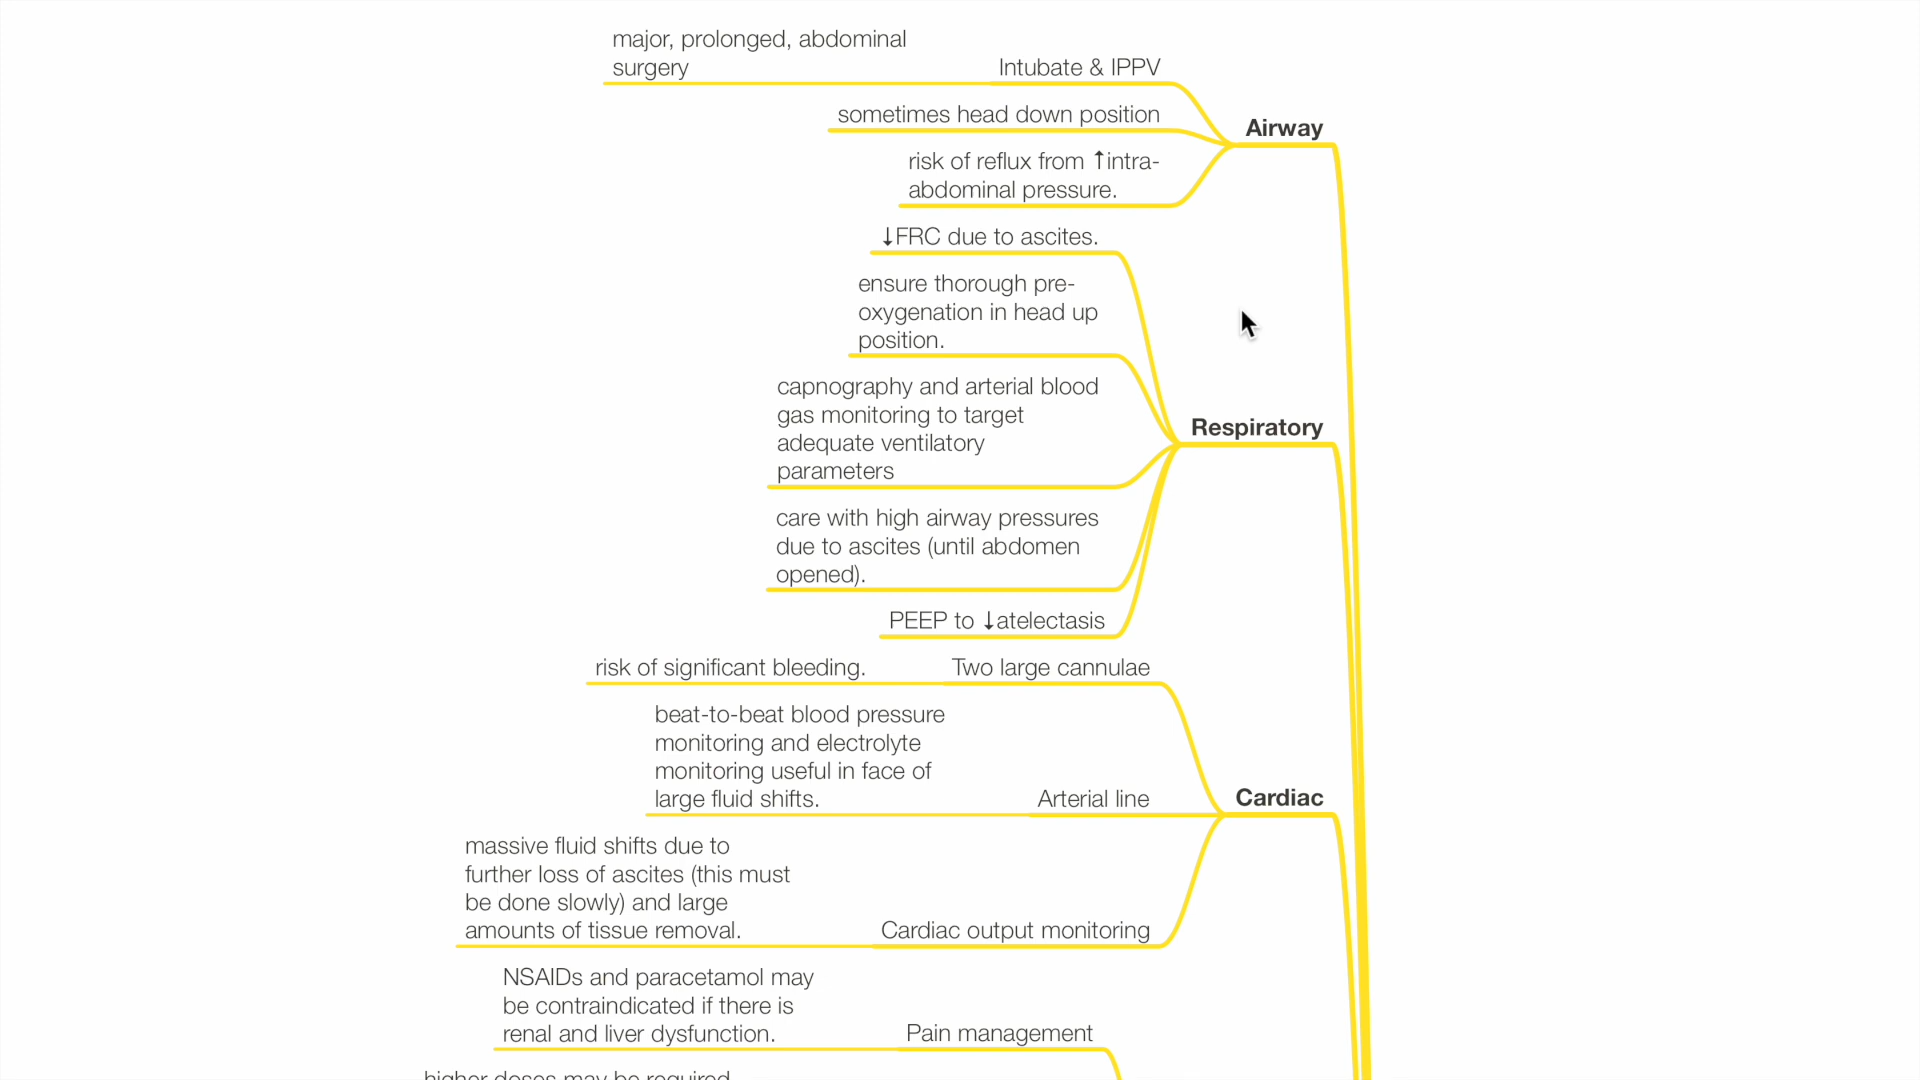 major, prolonged, abdominal
surgery
Intubate & IPPV
sometimes head down position
Airway
risk of reflux from ↑intra-
abdominal pressure.
↓FRC due to ascites.
ensure thorough pre-
oxygenation in head up
position.
capnography and arterial blood
gas monitoring to target
adequate ventilatory
parameters
Respiratory
care with high airway pressures
due to ascites (until abdomen
opened).
PEEP to ↓atelectasis
risk of significant bleeding.
Two large cannulae
beat-to-beat blood pressure
monitoring and electrolyte
monitoring useful in face of
large fluid shifts.
Arterial line
Cardiac
massive fluid shifts due to
further loss of ascites (this must
be done slowly) and large
amounts of tissue removal.
Cardiac output monitoring
NSAIDs and paracetamol may
be contraindicated if there is
renal and liver dysfunction.
Pain management
higher doses may be required